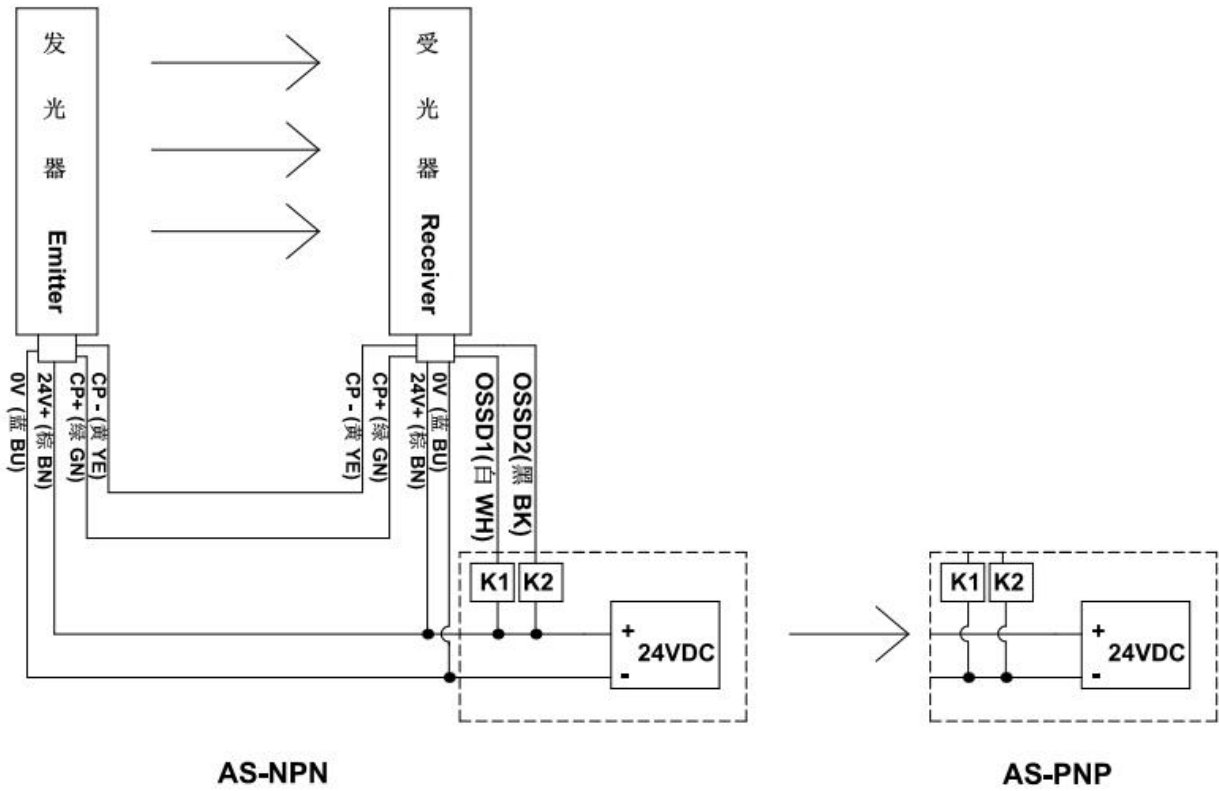 发光器 Emitter
受光器 Receiver
0V (蓝 BU)
24V+ (棕 BN)
CP+ (绿 GN)
CP - (黄 YE)
CP - (黄 YE)
CP+ (绿 GN)
24V+ (棕 BN)
0V (蓝 BU)
OSSD1(白 WH)
OSSD2(黑 BK)
K1
K2
+
24VDC
-
K1
K2
+
24VDC
-
AS-NPN
AS-PNP